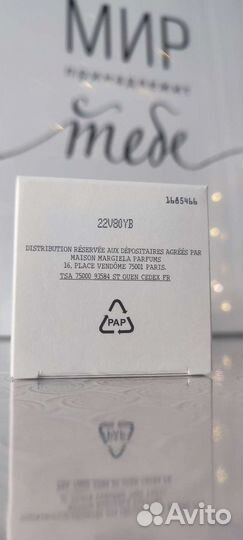 МИР
принадлежит
тебе
1685466
22V80YB
DISTRIBUTION RÉSERVÉE AUX DÉPOSITAIRES AGRÉÉS PAR
MAISON MARGIELA PARFUMS
16, PLACE VENDÔME 75001 PARIS.
TSA 75000 93584 ST OUEN CEDEX FR
PAP
Avito